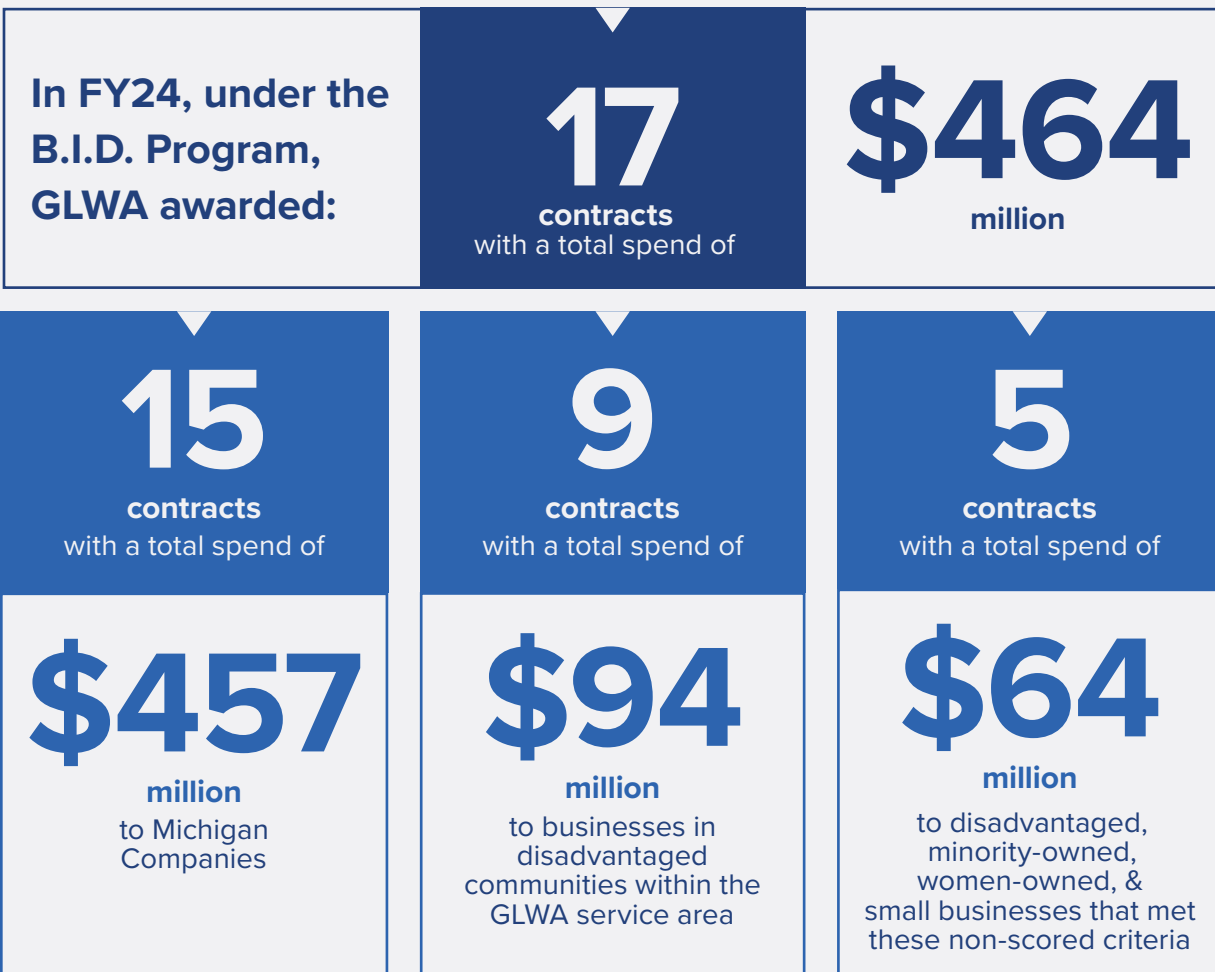 In FY24, under the
B.I.D. Program,
GLWA awarded:
17
contracts
with a total spend of
$464
million
15
contracts
with a total spend of
$457
million
to Michigan
Companies
9
contracts
with a total spend of
$94
million
to businesses in
disadvantaged
communities within the
GLWA service area
5
contracts
with a total spend of
$64
million
to disadvantaged,
minority-owned,
women-owned, &
small businesses that met
these non-scored criteria